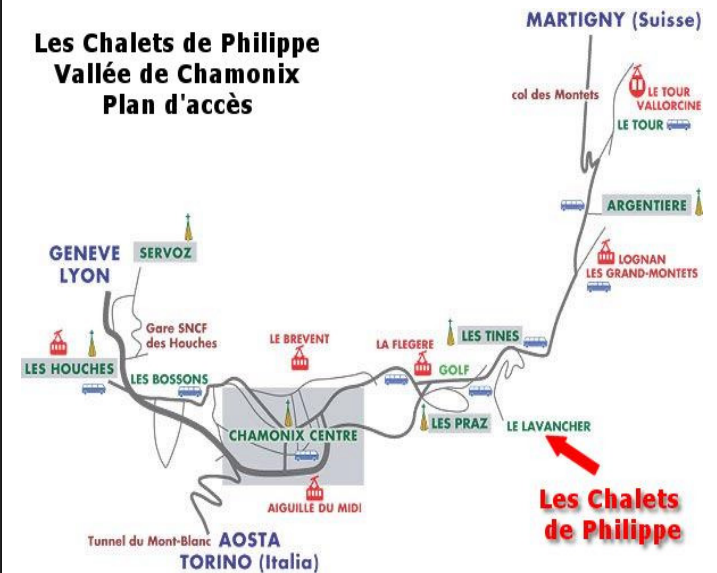 Les Chalets de Philippe
Vallée de Chamonix
Plan d'accès
MARTIGNY (Suisse)
col des Montets
LE TOUR
VALLORCINE
LE TOUR
ARGENTIERE
LOGNAN
LES GRAND-MONTETS
GENEVE
LYON
SERVOZ
Gare SNCF
des Houches
LES HOUCHES
LES BOSSONS
LE BREVENT
LA FLEGERE
LES TINES
GOLF
CHAMONIX CENTRE
LES PRAZ
LE LAVANCHER
AIGUILLE DU MIDI
Les Chalets
de Philippe
Tunnel du Mont-Blanc
AOSTA
TORINO (Italia)